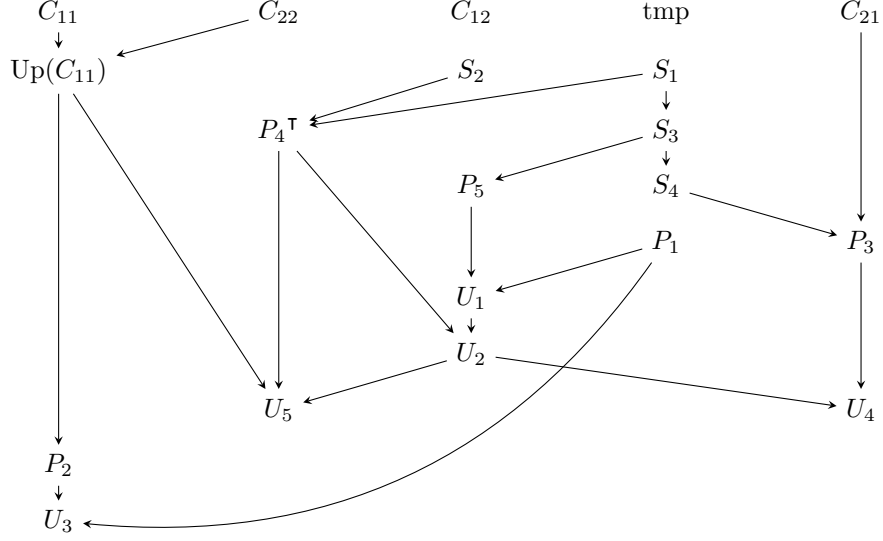 C₁₁ C₂₂ C₁₂ tmp C₂₁
Up(C₁₁) S₂ S₁
P₄ᵀ S₃
P₅ S₄
P₁ P₃
U₁
U₂
U₅ U₄
P₂
U₃